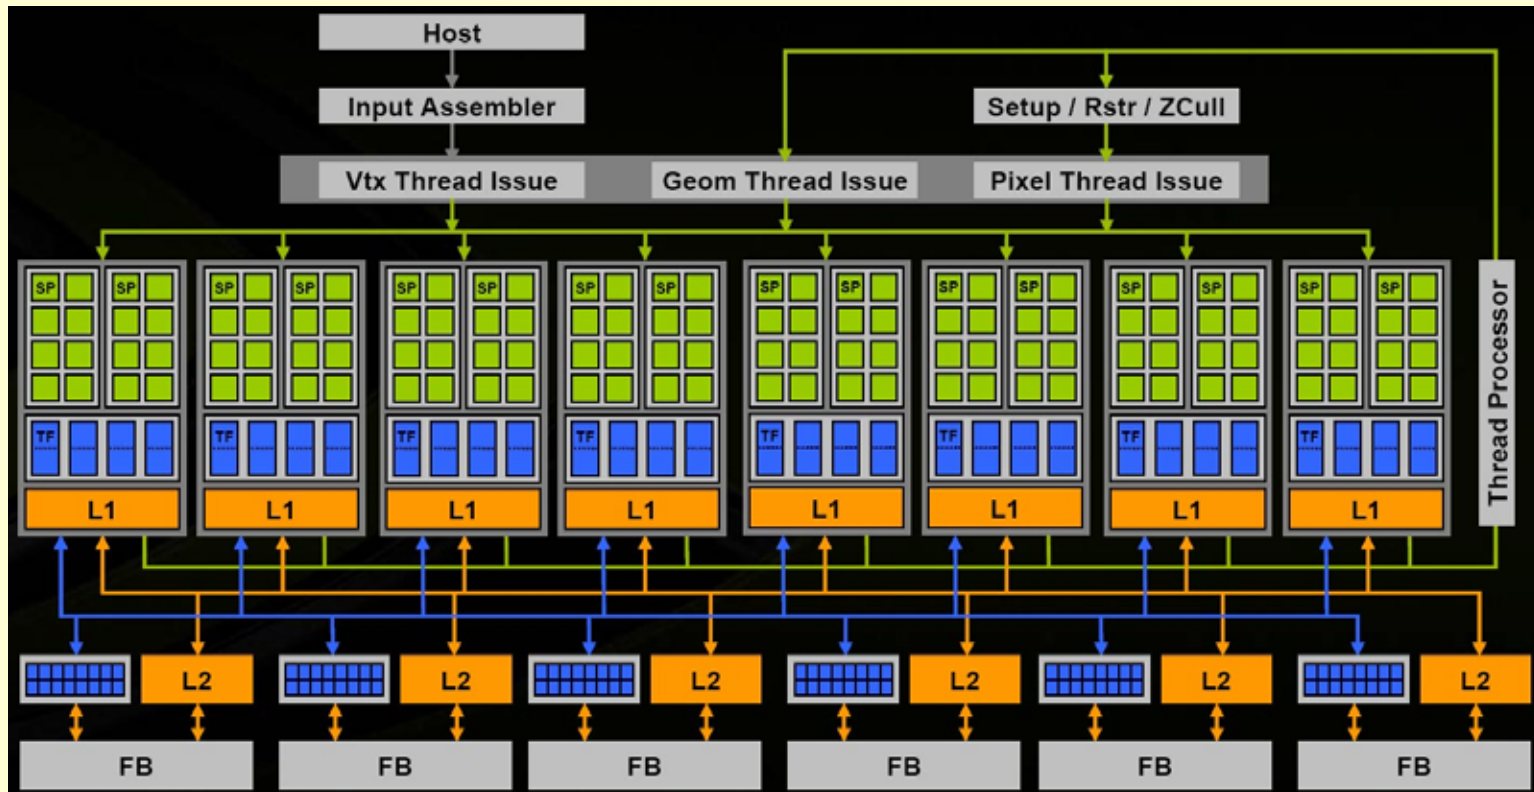 Host
Input Assembler
Setup / Rstr / ZCull
Vtx Thread Issue
Geom Thread Issue
Pixel Thread Issue
SP SP SP SP SP SP SP SP SP SP SP SP SP SP SP SP
TF TF TF TF TF TF TF TF
Thread Processor
L1 L1 L1 L1 L1 L1 L1 L1
L2 L2 L2 L2 L2 L2
FB FB FB FB FB FB